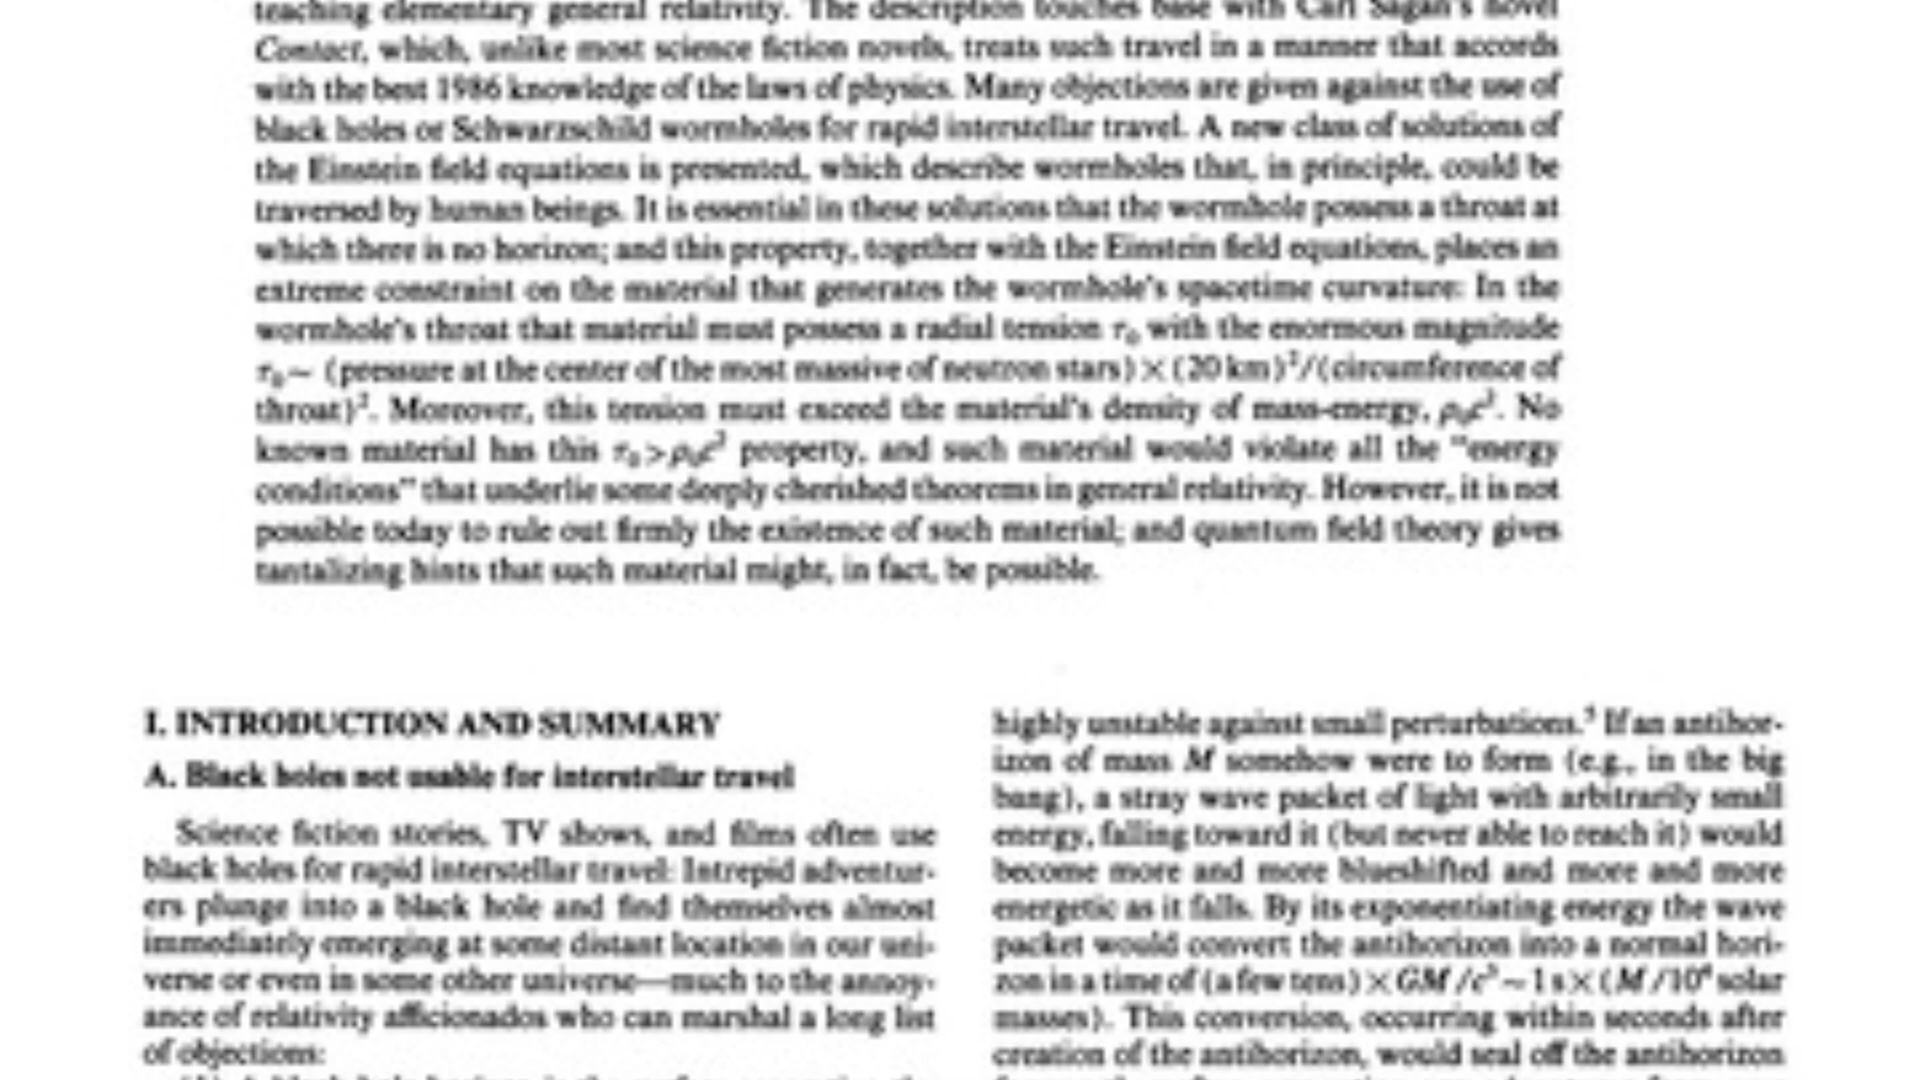 teaching elementary general relativity. The description touches base with Carl Sagan's novel
Contact, which, unlike most science fiction novels, treats such travel in a manner that accords
with the best 1986 knowledge of the laws of physics. Many objections are given against the use of
black holes or Schwarzschild wormholes for rapid interstellar travel. A new class of solutions of
the Einstein field equations is presented, which describe wormholes that, in principle, could be
traversed by human beings. It is essential in these solutions that the wormhole possess a throat at
which there is no horizon; and this property, together with the Einstein field equations, places an
extreme constraint on the material that generates the wormhole's spacetime curvature: In the
wormhole's throat that material must possess a radial tension τ₀ with the enormous magnitude
τ₀ ~ (pressure at the center of the most massive of neutron stars) × (20 km)²/(circumference of
throat)². Moreover, this tension must exceed the material's density of mass-energy, ρ₀c². No
known material has this τ₀ > ρ₀c² property, and such material would violate all the "energy
conditions" that underlie some deeply cherished theorems in general relativity. However, it is not
possible today to rule out firmly the existence of such material; and quantum field theory gives
tantalizing hints that such material might, in fact, be possible.
I. INTRODUCTION AND SUMMARY
A. Black holes not usable for interstellar travel
Science fiction stories, TV shows, and films often use
black holes for rapid interstellar travel: Intrepid adventur-
ers plunge into a black hole and find themselves almost
immediately emerging at some distant location in our uni-
verse or even in some other universe—much to the annoy-
ance of relativity afficionados who can marshal a long list
of objections:
highly unstable against small perturbations. If an antihor-
izon of mass M somehow were to form (e.g., in the big
bang), a stray wave packet of light with arbitrarily small
energy, falling toward it (but never able to reach it) would
become more and more blueshifted and more and more
energetic as it falls. By its exponentiating energy the wave
packet would convert the antihorizon into a normal hori-
zon in a time of (a few tens) × GM/c³ ~ 1 s × (M/10⁴ solar
masses). This conversion, occurring within seconds after
creation of the antihorizon, would seal off the antihorizon